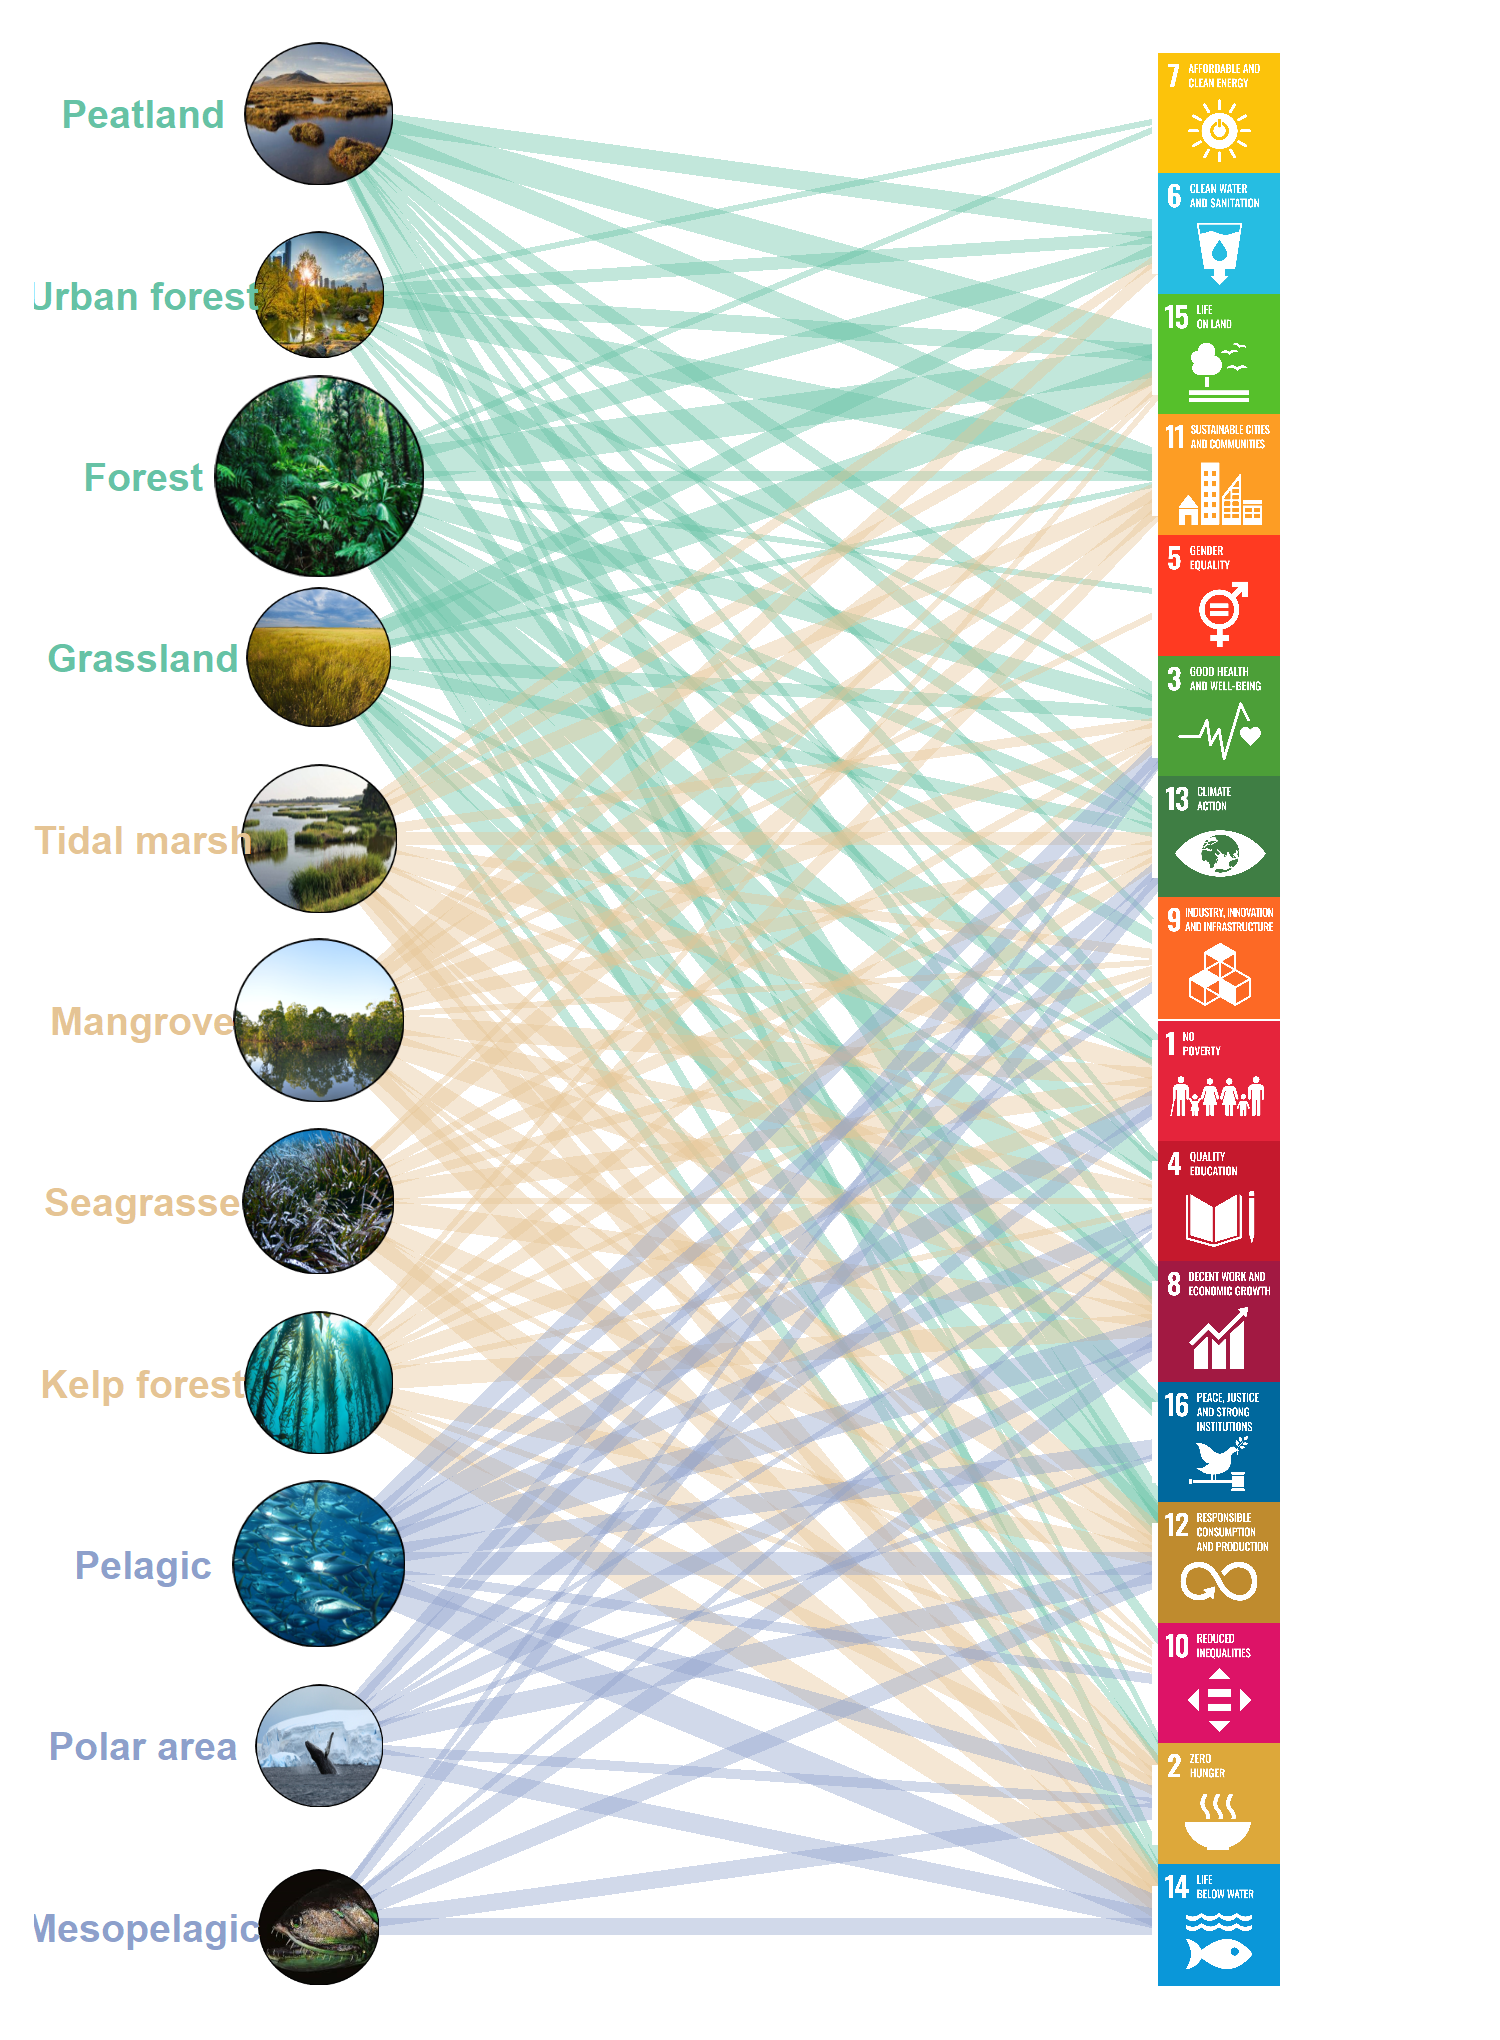 Peatland
Urban forest
Forest
Grassland
Tidal marsh
Mangrove
Seagrasse
Kelp forest
Pelagic
Polar area
Mesopelagic
7 AFFORDABLE AND
CLEAN ENERGY
6 CLEAN WATER
AND SANITATION
15 LIFE
ON LAND
11 SUSTAINABLE CITIES
AND COMMUNITIES
5 GENDER
EQUALITY
3 GOOD HEALTH
AND WELL-BEING
13 CLIMATE
ACTION
9 INDUSTRY, INNOVATION
AND INFRASTRUCTURE
1 NO
POVERTY
4 QUALITY
EDUCATION
8 DECENT WORK AND
ECONOMIC GROWTH
16 PEACE, JUSTICE
AND STRONG
INSTITUTIONS
12 RESPONSIBLE
CONSUMPTION
AND PRODUCTION
10 REDUCED
INEQUALITIES
2 ZERO
HUNGER
14 LIFE
BELOW WATER